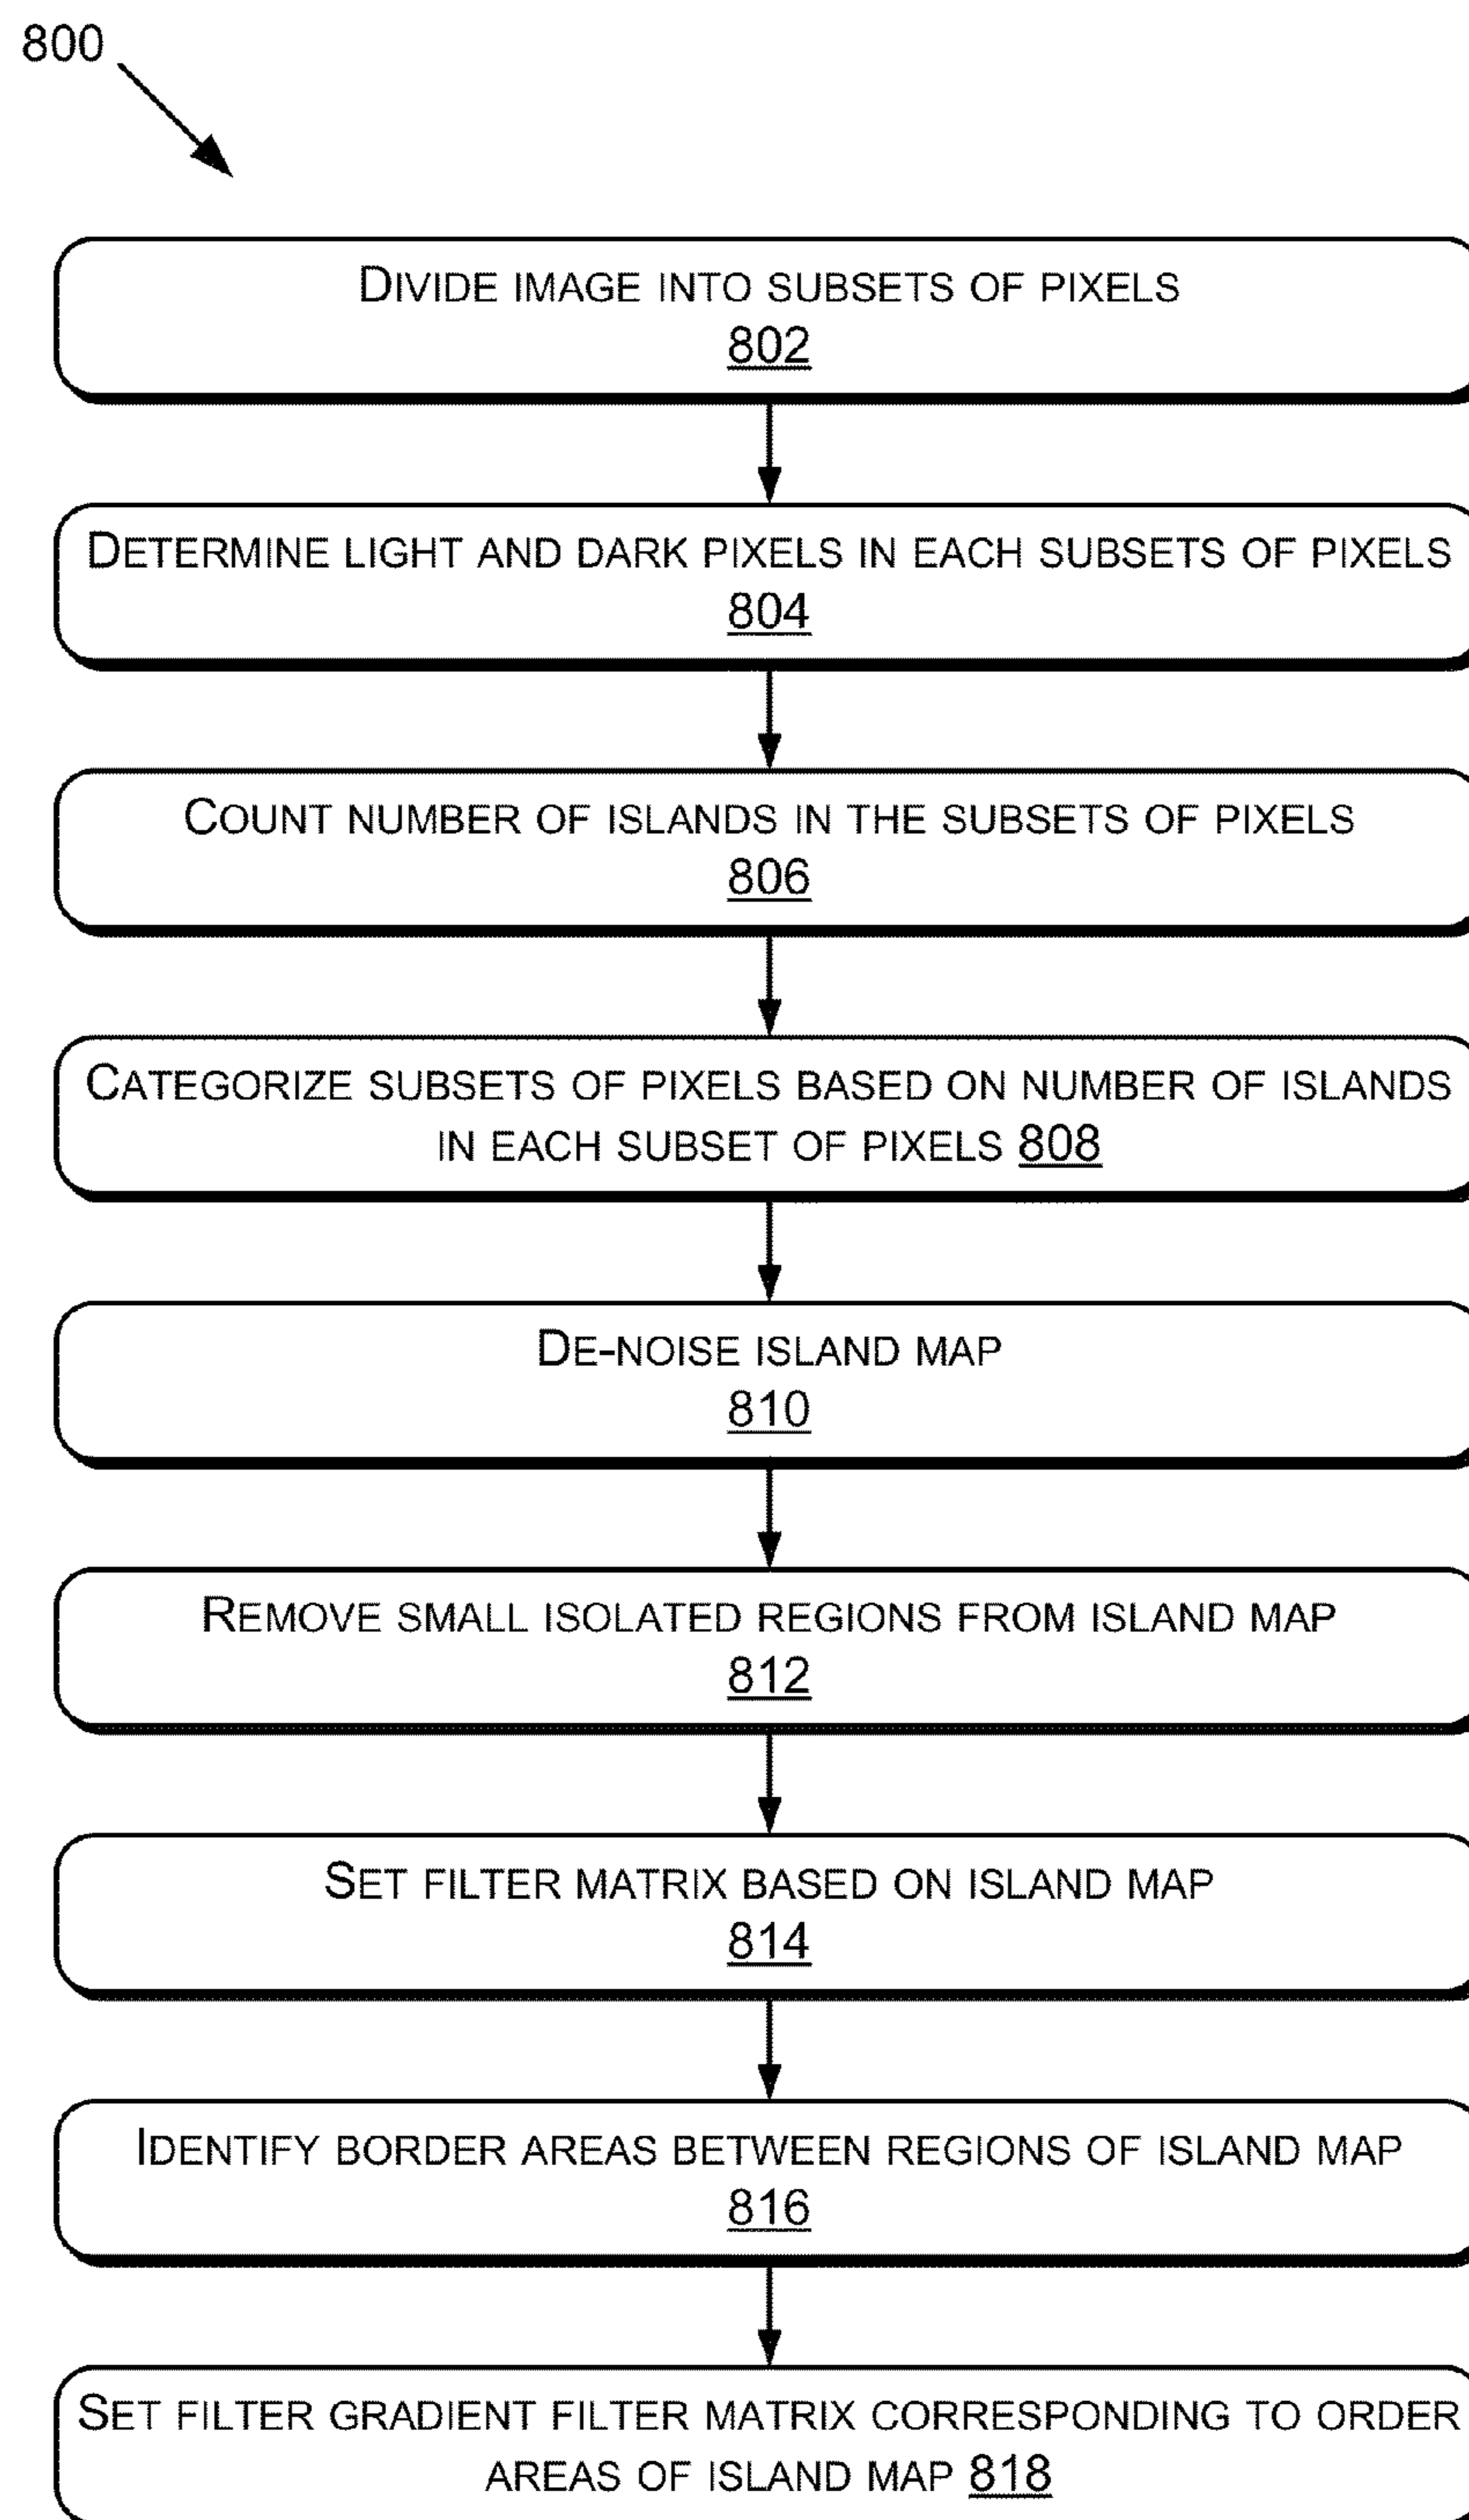 800
DIVIDE IMAGE INTO SUBSETS OF PIXELS
802
DETERMINE LIGHT AND DARK PIXELS IN EACH SUBSETS OF PIXELS
804
COUNT NUMBER OF ISLANDS IN THE SUBSETS OF PIXELS
806
CATEGORIZE SUBSETS OF PIXELS BASED ON NUMBER OF ISLANDS
IN EACH SUBSET OF PIXELS 808
DE-NOISE ISLAND MAP
810
REMOVE SMALL ISOLATED REGIONS FROM ISLAND MAP
812
SET FILTER MATRIX BASED ON ISLAND MAP
814
IDENTIFY BORDER AREAS BETWEEN REGIONS OF ISLAND MAP
816
SET FILTER GRADIENT FILTER MATRIX CORRESPONDING TO ORDER
AREAS OF ISLAND MAP 818